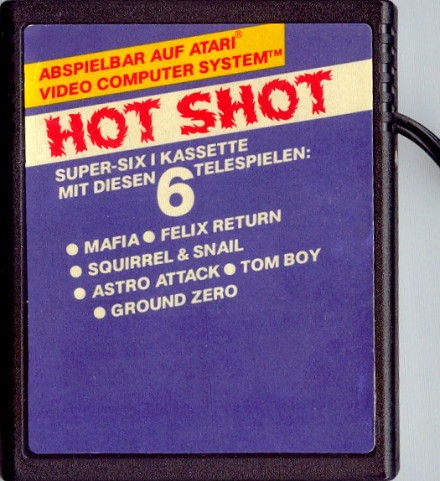 ABSPIELBAR AUF ATARI®
VIDEO COMPUTER SYSTEM™
HOT SHOT
SUPER-SIX I KASSETTE
MIT DIESEN 6 TELESPIELEN:
● MAFIA ● FELIX RETURN
● SQUIRREL & SNAIL
● ASTRO ATTACK ● TOM BOY
● GROUND ZERO